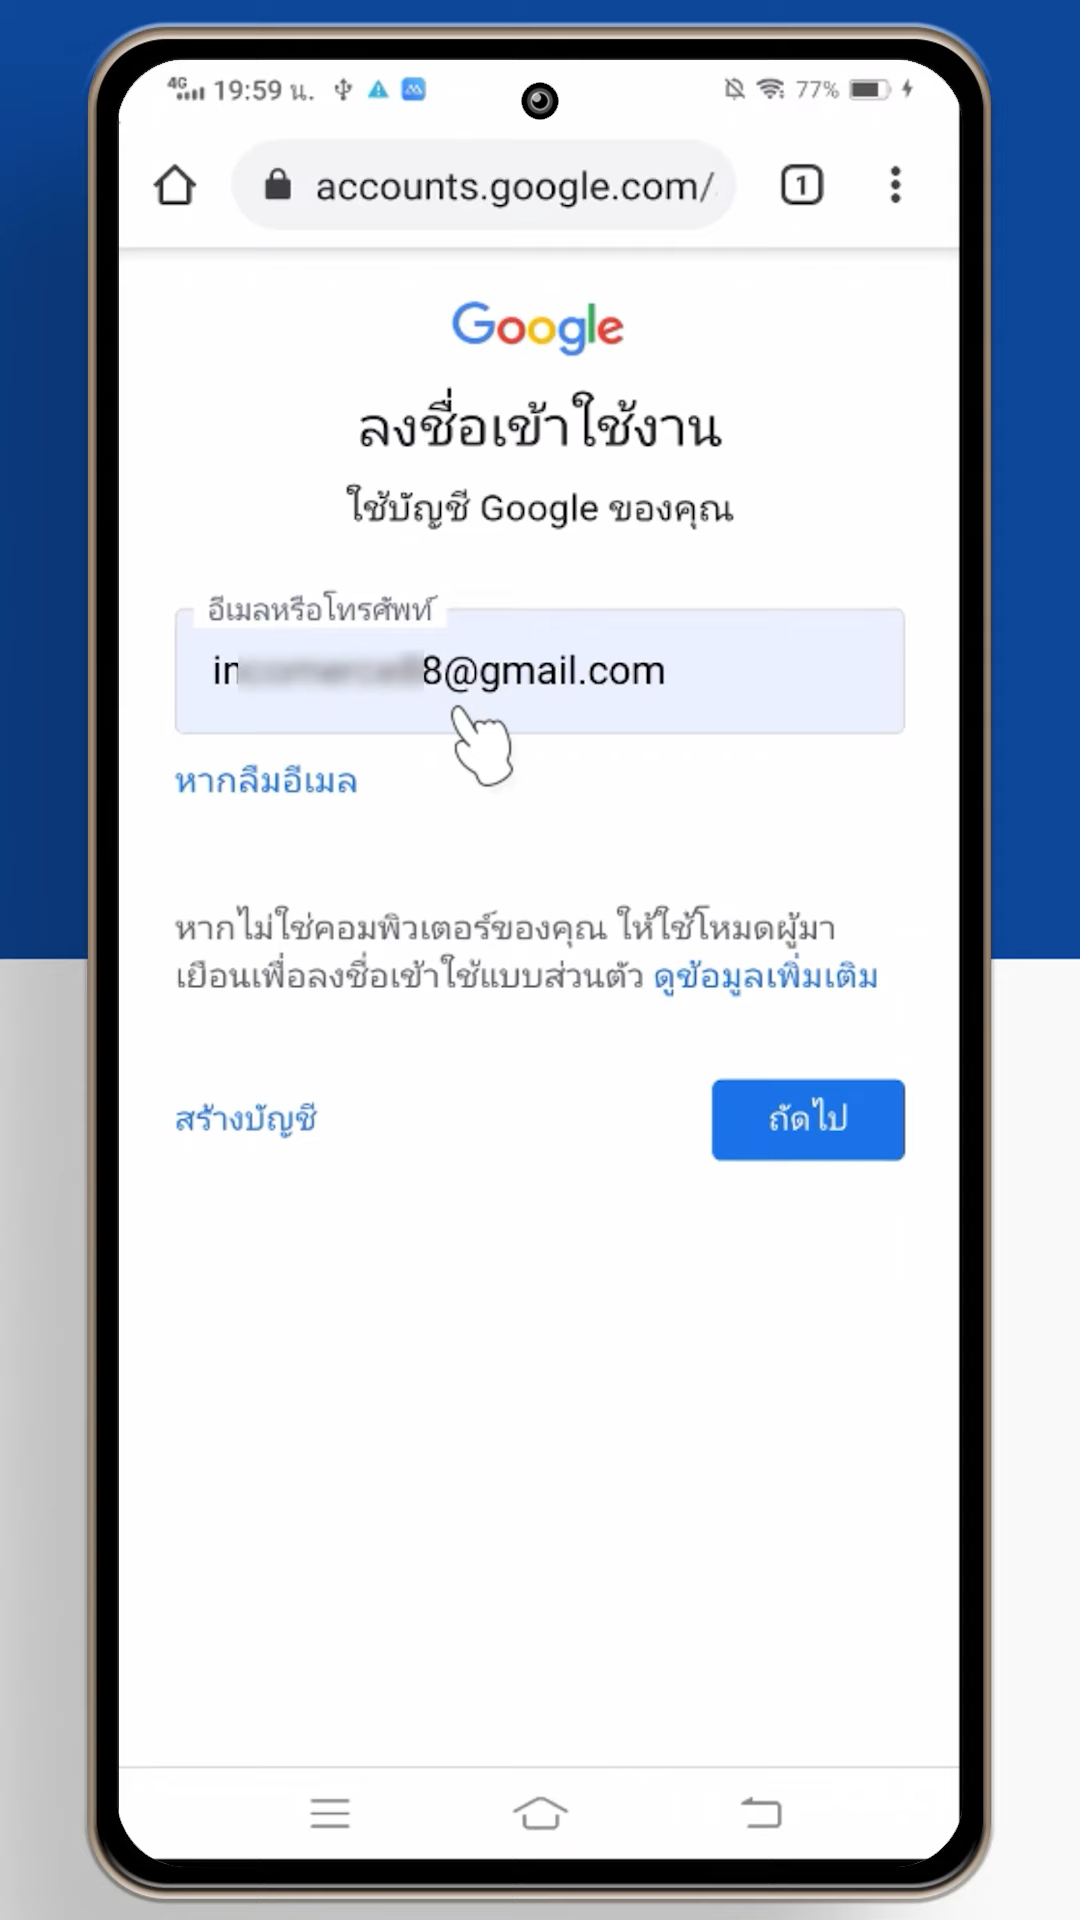 4G 19:59 น. 77%
accounts.google.com/ 1
Google
ลงชื่อเข้าใช้งาน
ใช้บัญชี Google ของคุณ
อีเมลหรือโทรศัพท์
in 8@gmail.com
หากลืมอีเมล
หากไม่ใช่คอมพิวเตอร์ของคุณ ให้ใช้โหมดผู้มา
เยือนเพื่อลงชื่อเข้าใช้แบบส่วนตัว ดูข้อมูลเพิ่มเติม
สร้างบัญชี ถัดไป